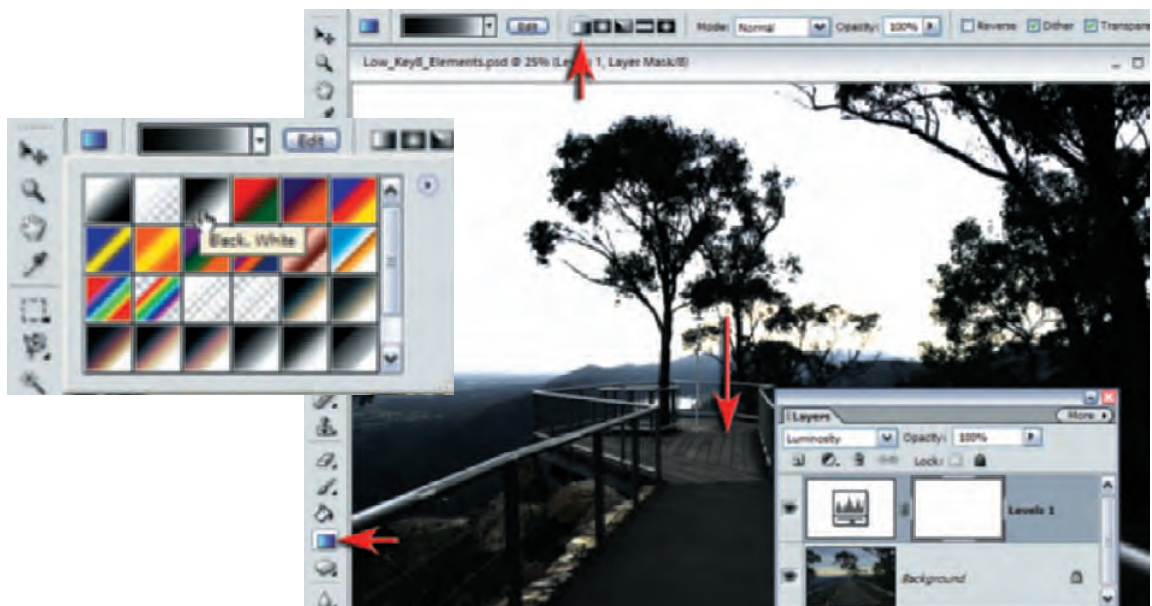 Edit
Mode: Normal
Opacity: 100%
Reverse
Dither
Transpare
Low_Key8_Elements.psd @ 25% (Levels 1, Layer Mask/8)
Edit
Black, White
Layers
More
Luminosity
Opacity: 100%
Lock:
Levels 1
Background